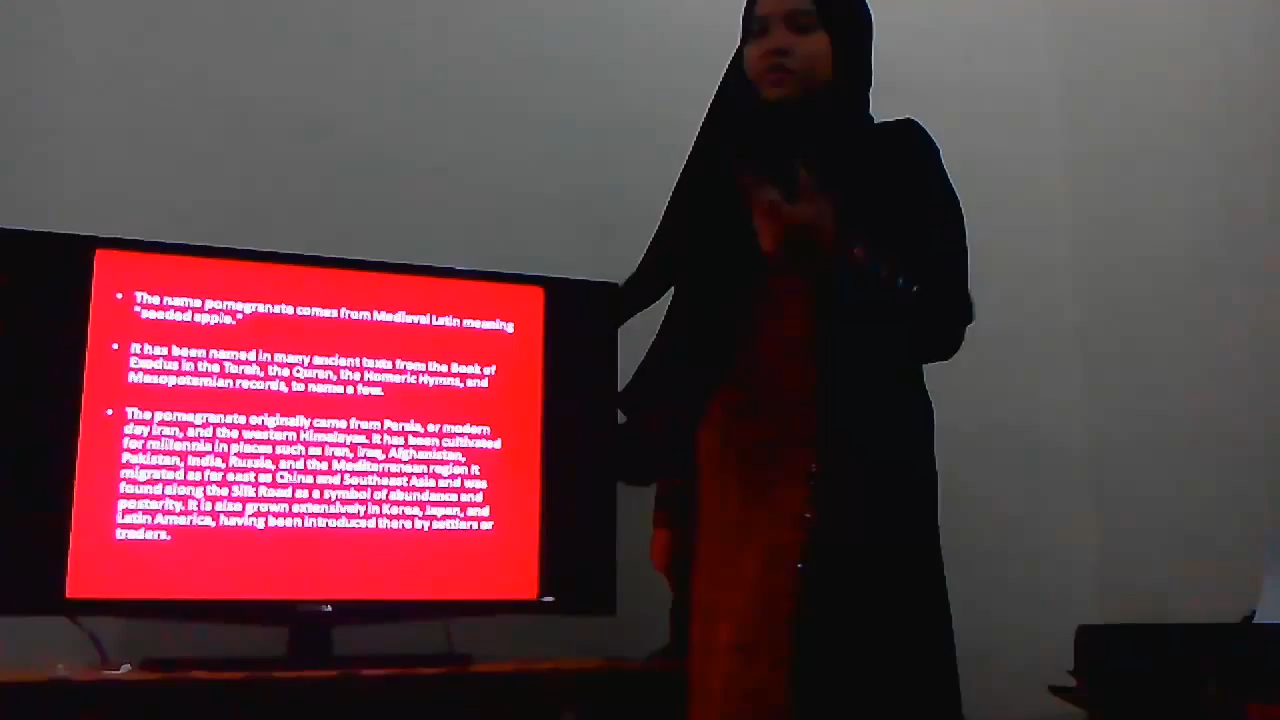 • The name pomegranate comes from Medieval Latin meaning
"seeded apple."
• It has been named in many ancient texts from the Book of
Exodus in the Torah, the Quran, the Homeric Hymns, and
Mesopotamian records, to name a few.
• The pomegranate originally came from Persia, or modern
day Iran, and the western Himalayas. It has been cultivated
for millennia in places such as Iran, Iraq, Afghanistan,
Pakistan, India, Russia, and the Mediterranean region it
migrated as far east as China and Southeast Asia and was
found along the Silk Road as a symbol of abundance and
posterity. It is also grown extensively in Korea, Japan, and
Latin America, having been introduced there by settlers or
traders.